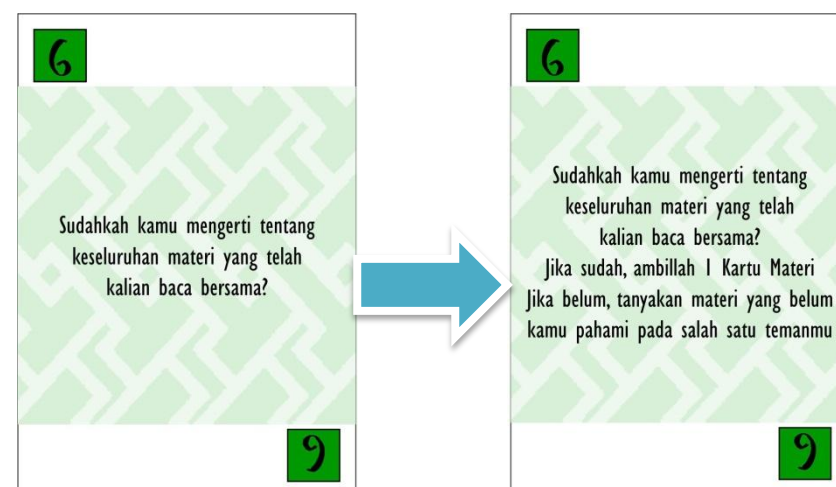 6
Sudahkah kamu mengerti tentang
keseluruhan materi yang telah
kalian baca bersama?
6
6
Sudahkah kamu mengerti tentang
keseluruhan materi yang telah
kalian baca bersama?
Jika sudah, ambillah 1 Kartu Materi
Jika belum, tanyakan materi yang belum
kamu pahami pada salah satu temanmu
6